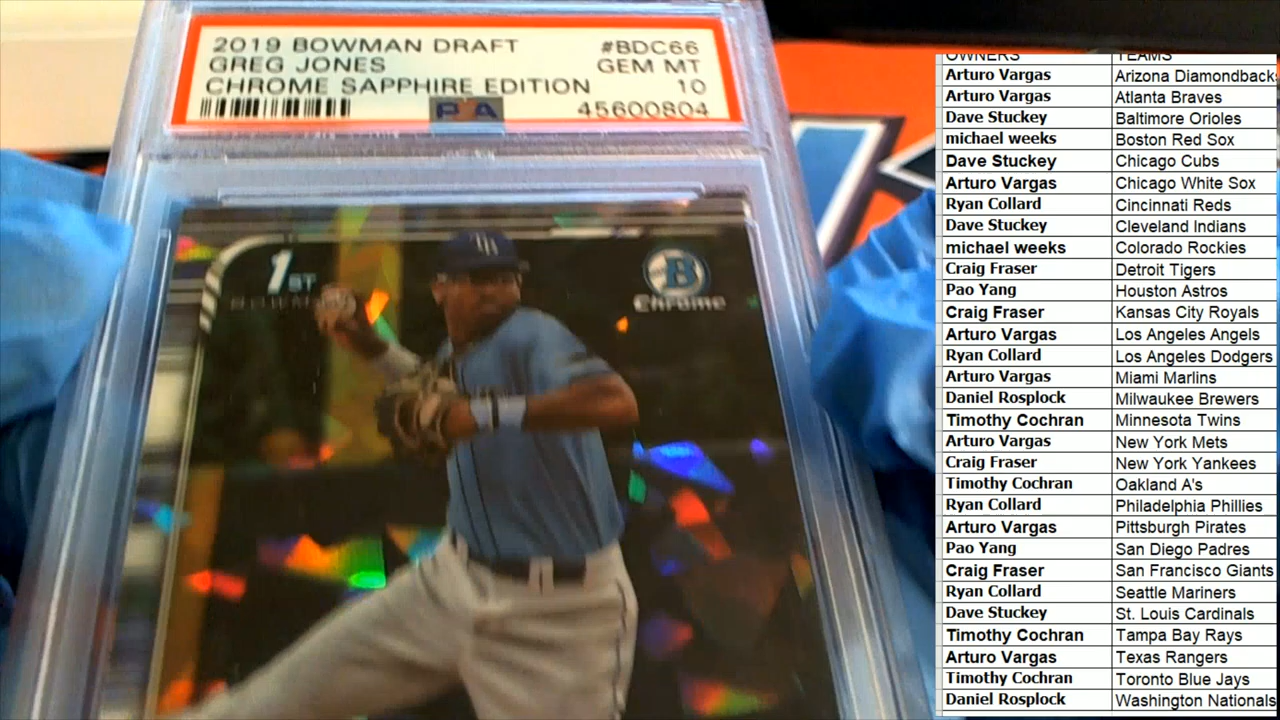 2019 BOWMAN DRAFT #BDC66
GREG JONES GEM MT
CHROME SAPPHIRE EDITION 10
PSA 45600804
1ST
BOWMAN
B
Chrome
OWNERS TEAMS
Arturo Vargas Arizona Diamondbacks
Arturo Vargas Atlanta Braves
Dave Stuckey Baltimore Orioles
michael weeks Boston Red Sox
Dave Stuckey Chicago Cubs
Arturo Vargas Chicago White Sox
Ryan Collard Cincinnati Reds
Dave Stuckey Cleveland Indians
michael weeks Colorado Rockies
Craig Fraser Detroit Tigers
Pao Yang Houston Astros
Craig Fraser Kansas City Royals
Arturo Vargas Los Angeles Angels
Ryan Collard Los Angeles Dodgers
Arturo Vargas Miami Marlins
Daniel Rosplock Milwaukee Brewers
Timothy Cochran Minnesota Twins
Arturo Vargas New York Mets
Craig Fraser New York Yankees
Timothy Cochran Oakland A's
Ryan Collard Philadelphia Phillies
Arturo Vargas Pittsburgh Pirates
Pao Yang San Diego Padres
Craig Fraser San Francisco Giants
Ryan Collard Seattle Mariners
Dave Stuckey St. Louis Cardinals
Timothy Cochran Tampa Bay Rays
Arturo Vargas Texas Rangers
Timothy Cochran Toronto Blue Jays
Daniel Rosplock Washington Nationals